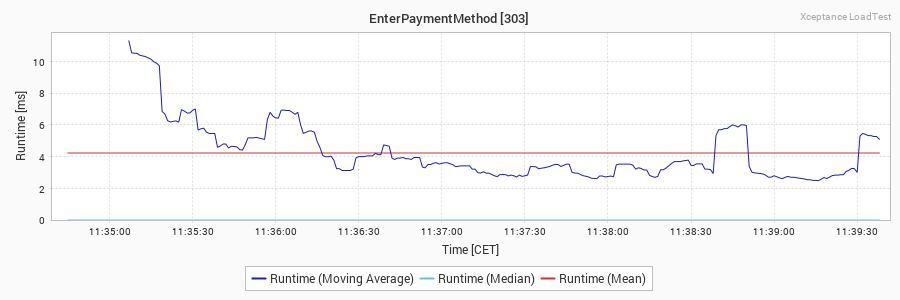 EnterPaymentMethod [303]
Xceptance LoadTest
Runtime [ms]
10
8
6
4
2
0
11:35:00 11:35:30 11:36:00 11:36:30 11:37:00 11:37:30 11:38:00 11:38:30 11:39:00 11:39:30
Time [CET]
Runtime (Moving Average) Runtime (Median) Runtime (Mean)